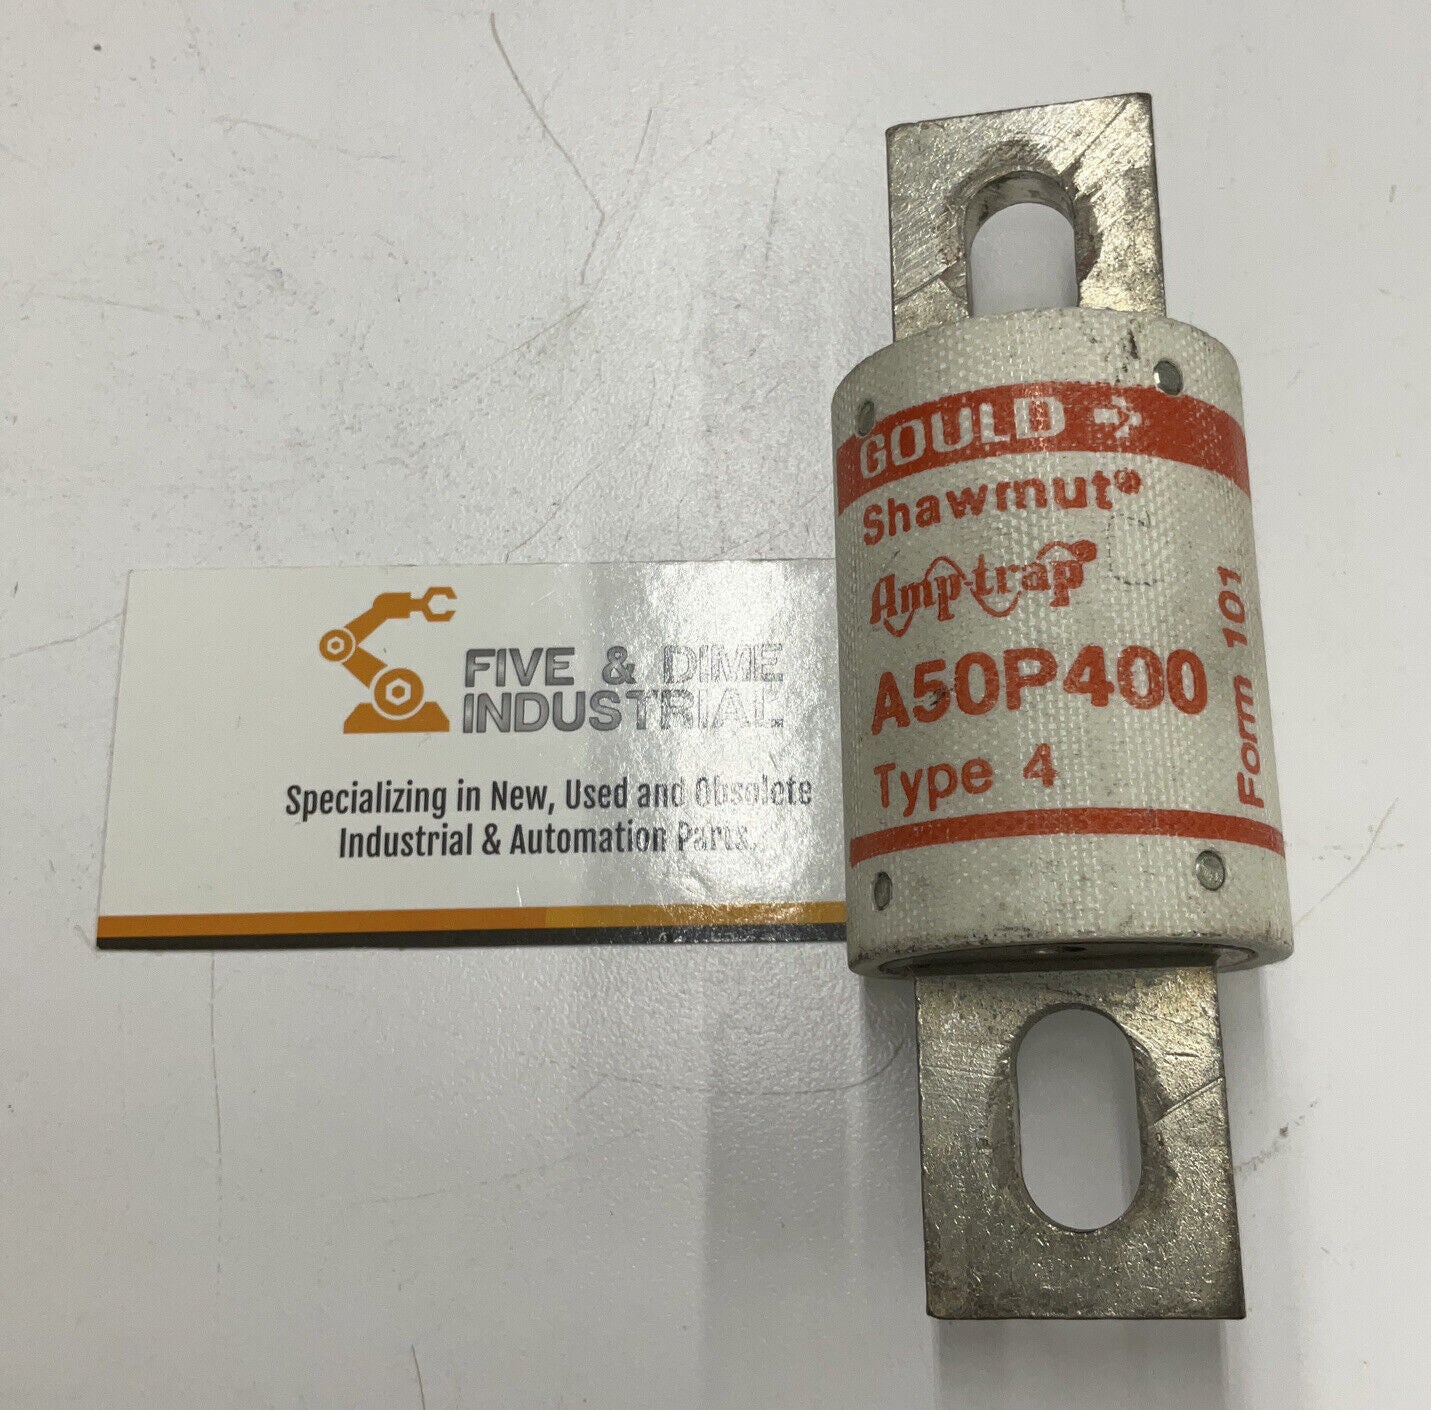 FIVE & DIME
INDUSTRIAL
Specializing in New, Used and Obsolete
Industrial & Automation Parts.
GOULD
Shawmut®
Amp-trap®
A50P400
Type 4
Form 101